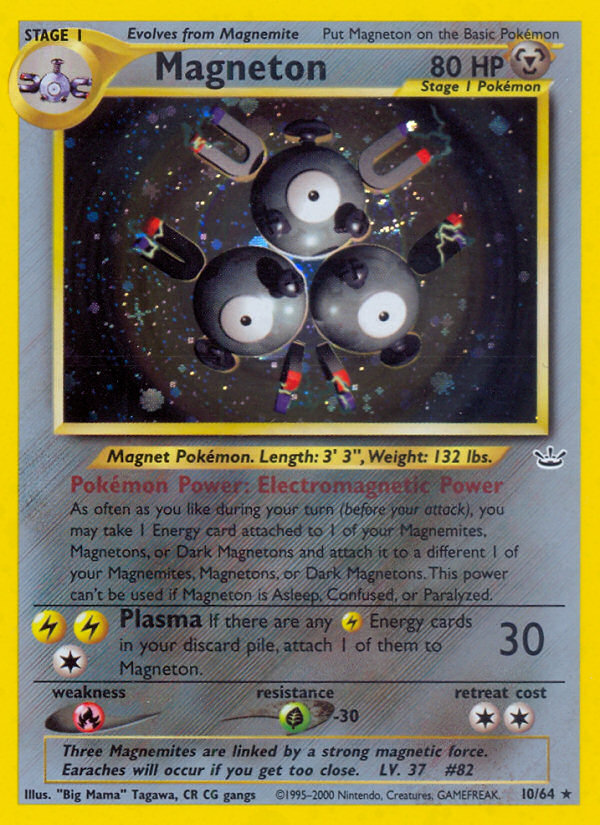 STAGE 1 Evolves from Magnemite Put Magneton on the Basic Pokémon
Magneton 80 HP
Stage 1 Pokémon
Magnet Pokémon. Length: 3' 3", Weight: 132 lbs.
Pokémon Power: Electromagnetic Power
As often as you like during your turn (before your attack), you
may take 1 Energy card attached to 1 of your Magnemites,
Magnetons, or Dark Magnetons and attach it to a different 1 of
your Magnemites, Magnetons, or Dark Magnetons. This power
can't be used if Magneton is Asleep, Confused, or Paralyzed.
Plasma If there are any Energy cards
in your discard pile, attach 1 of them to
Magneton.
30
weakness resistance retreat cost
-30
Three Magnemites are linked by a strong magnetic force.
Earaches will occur if you get too close. LV. 37 #82
Illus. "Big Mama" Tagawa, CR CG gangs ©1995-2000 Nintendo, Creatures, GAMEFREAK. 10/64 ★